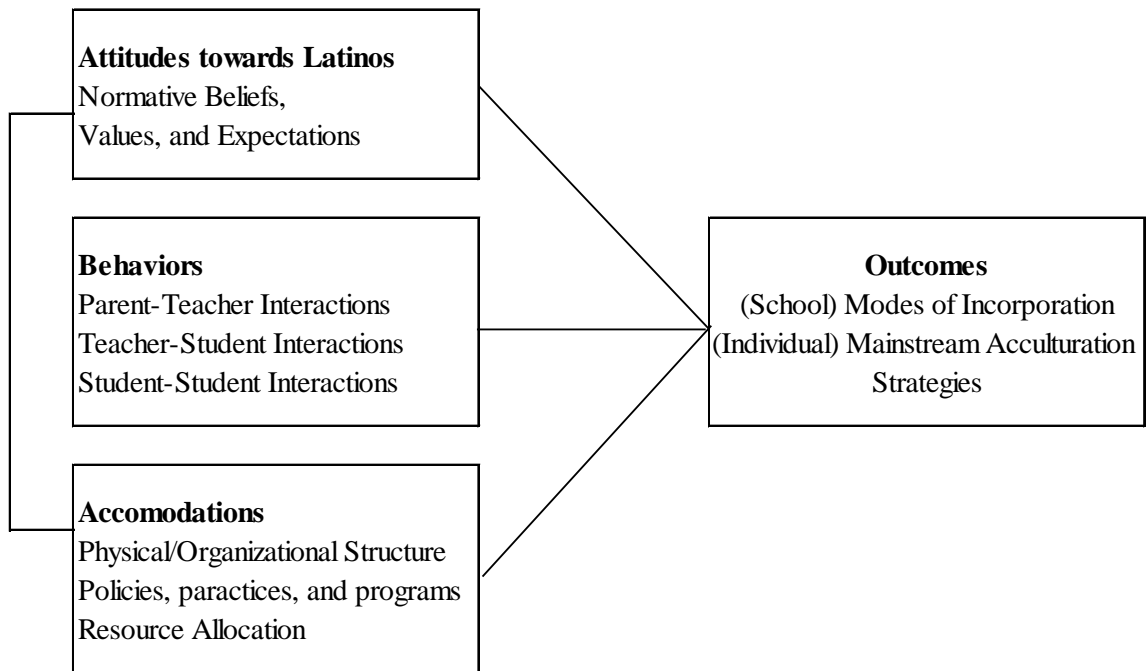 Attitudes towards Latinos
Normative Beliefs,
Values, and Expectations
Behaviors
Parent-Teacher Interactions
Teacher-Student Interactions
Student-Student Interactions
Accomodations
Physical/Organizational Structure
Policies, paractices, and programs
Resource Allocation
Outcomes
(School) Modes of Incorporation
(Individual) Mainstream Acculturation
Strategies